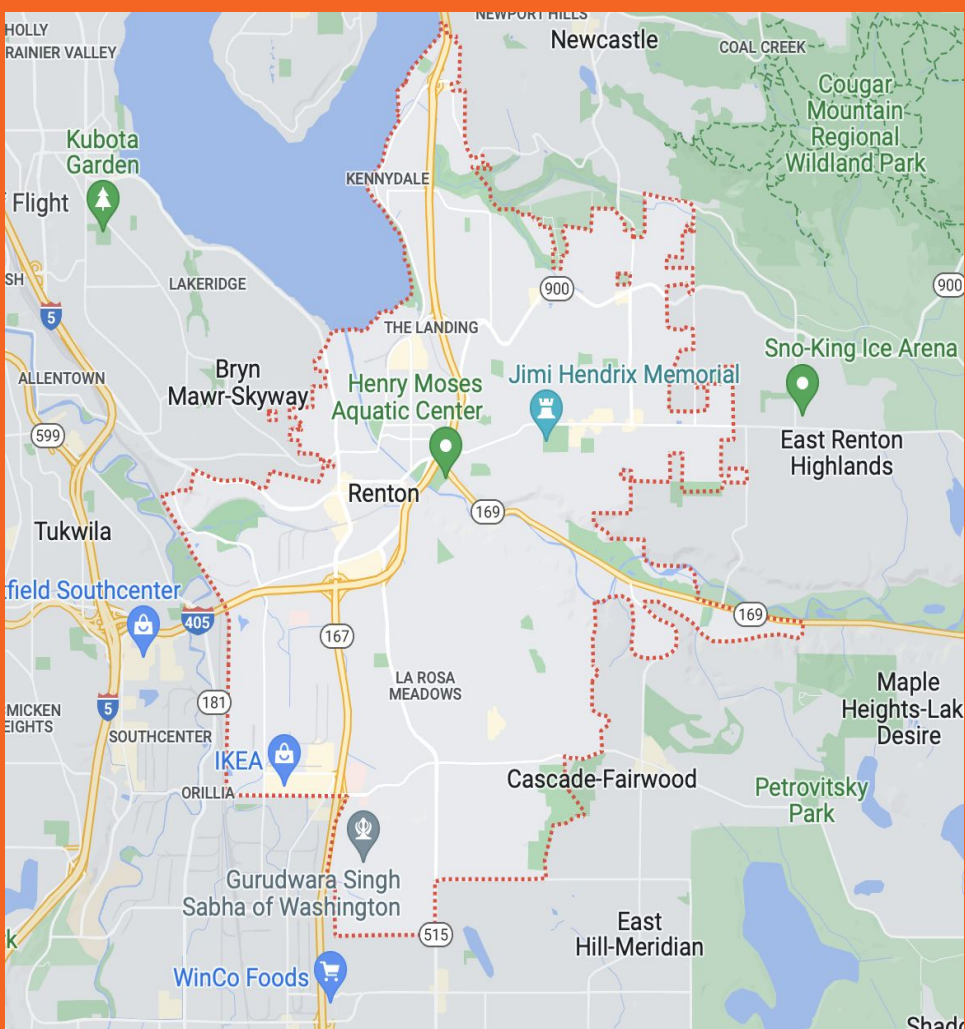 HOLLY
RAINIER VALLEY
NEWPORT HILLS
Newcastle
COAL CREEK
Cougar
Mountain
Regional
Wildland Park
Kubota
Garden
Flight
KENNYDALE
SH
LAKERIDGE
900
900
5
THE LANDING
Sno-King Ice Arena
ALLENTOWN
Bryn
Mawr-Skyway
Henry Moses
Aquatic Center
Jimi Hendrix Memorial
599
East Renton
Highlands
Renton
169
Tukwila
tfield Southcenter
405
167
169
LA ROSA
MEADOWS
181
5
Maple
Heights-Lak
Desire
CMICKEN
EIGHTS
SOUTHCENTER
IKEA
ORILLIA
Cascade-Fairwood
Petrovitsky
Park
Gurudwara Singh
Sabha of Washington
k
515
East
Hill-Meridian
WinCo Foods
Shad